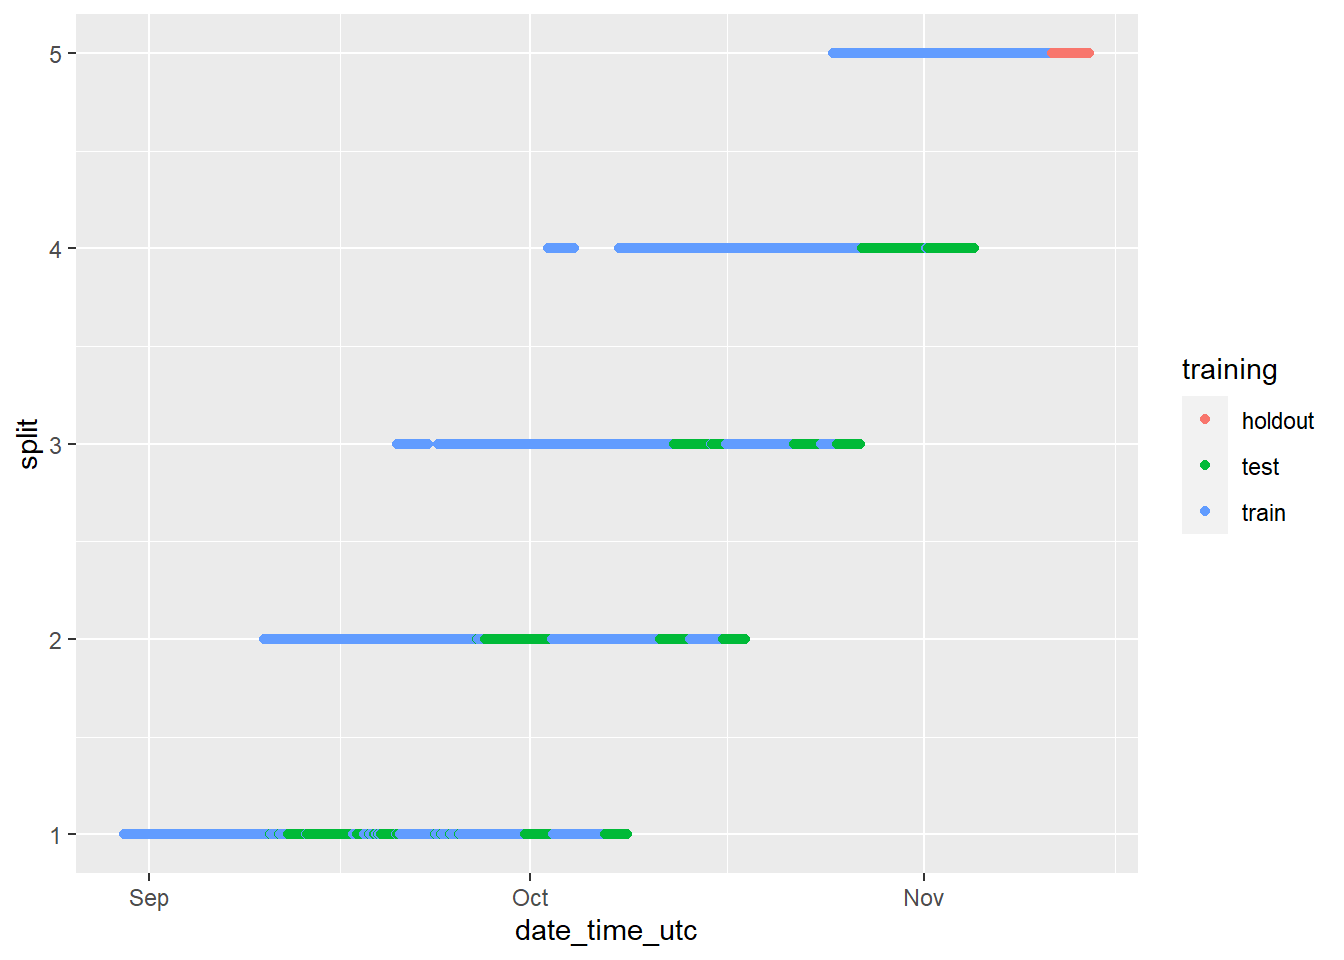 5
4
3
2
1
split
Sep
Oct
Nov
date_time_utc
training
holdout
test
train